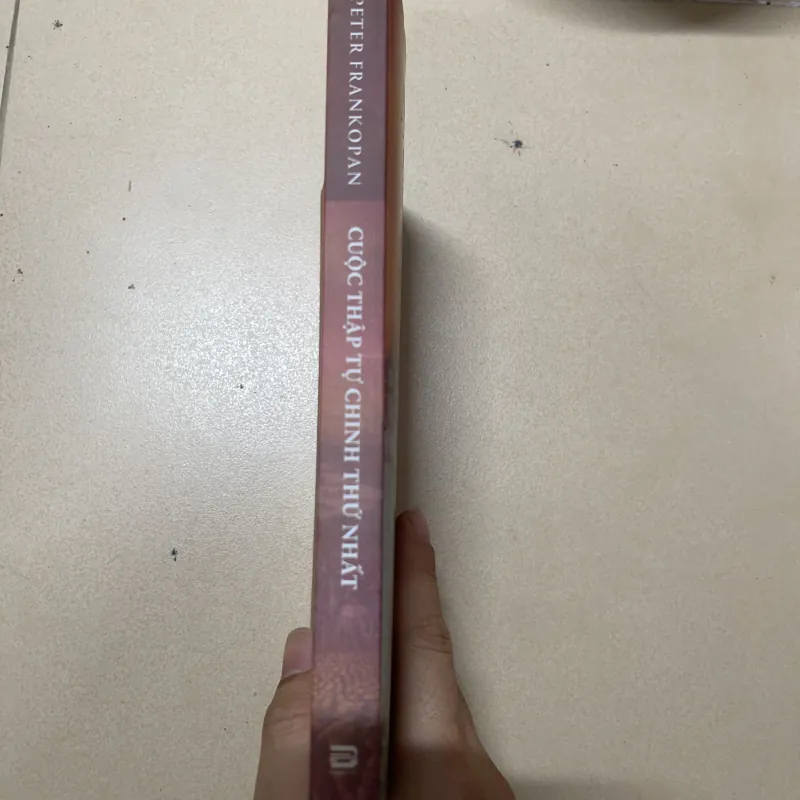 PETER FRANKOPAN
CUỘC THẬP TỰ CHINH THỨ NHẤT